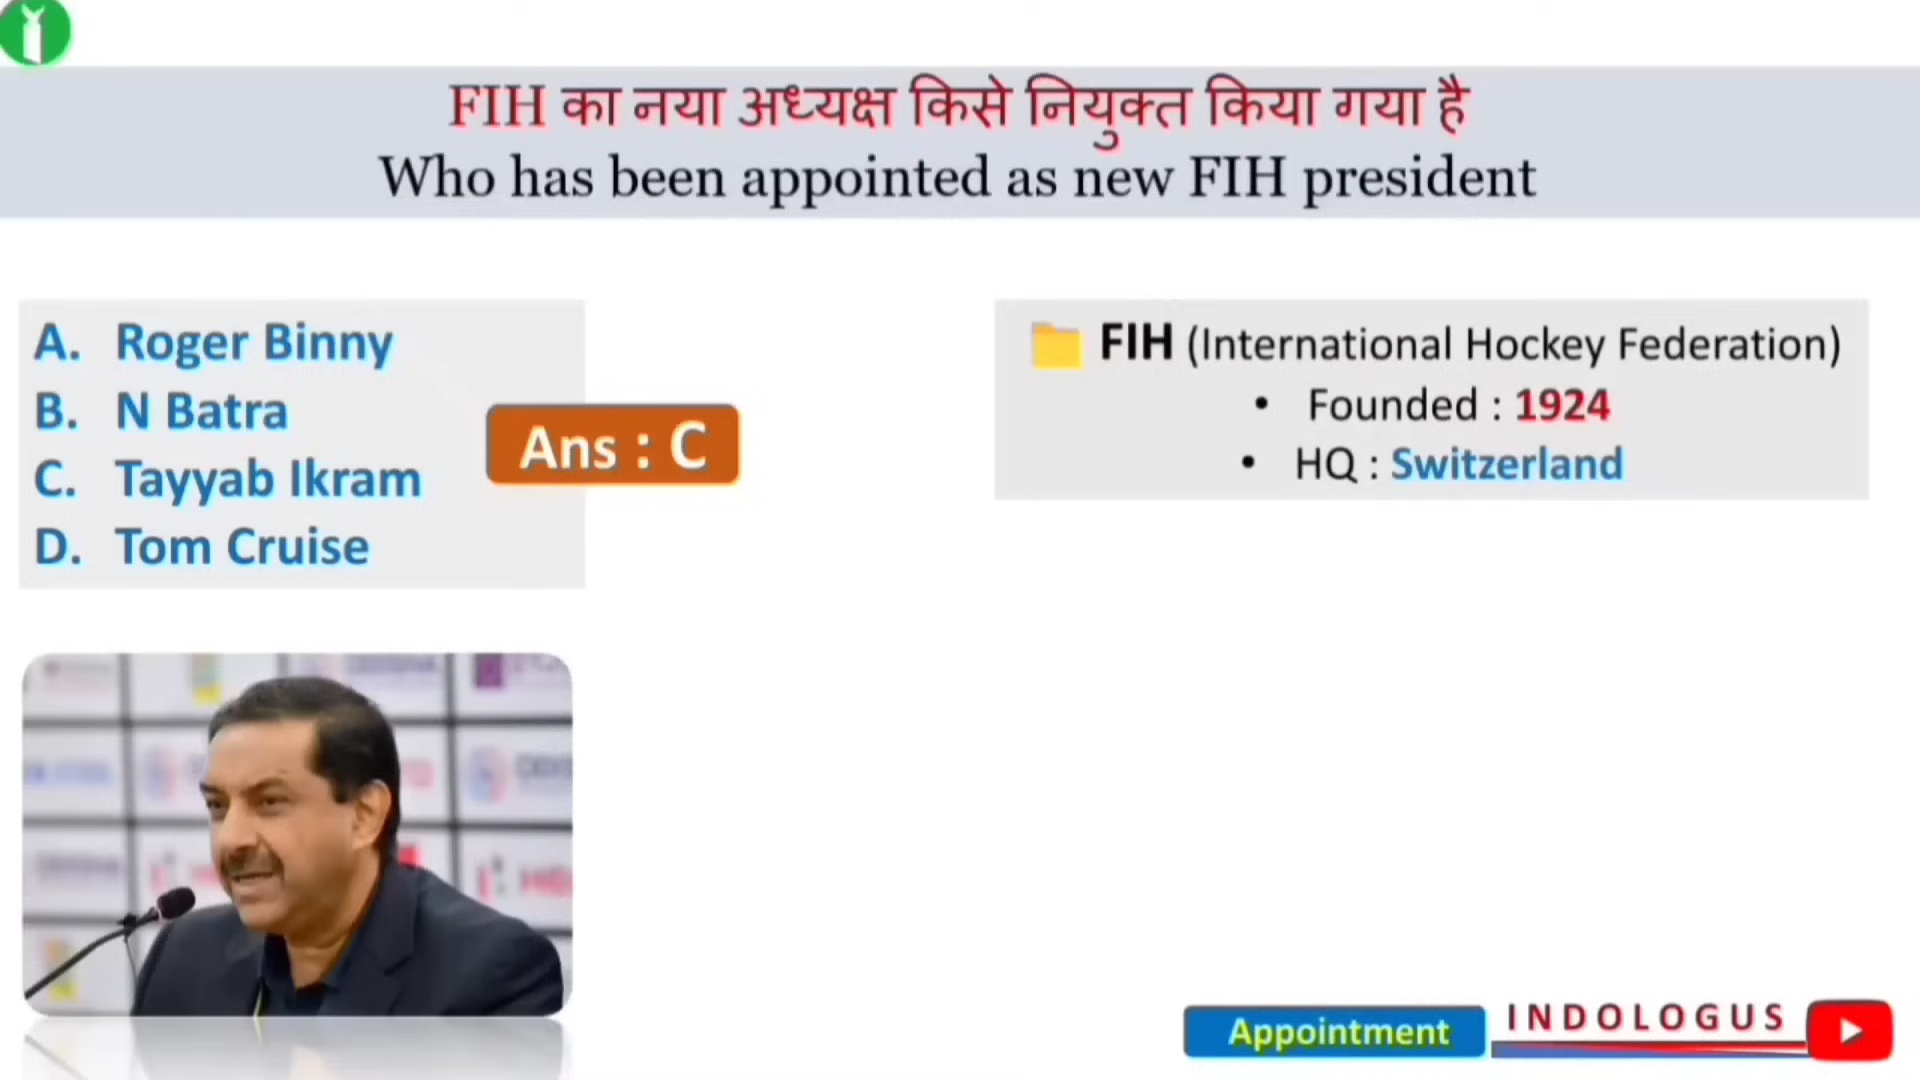 FIH का नया अध्यक्ष किसे नियुक्त किया गया है
Who has been appointed as new FIH president
A. Roger Binny
B. N Batra
C. Tayyab Ikram
D. Tom Cruise
Ans : C
FIH (International Hockey Federation)
• Founded : 1924
• HQ : Switzerland
Appointment
INDOLOGUS